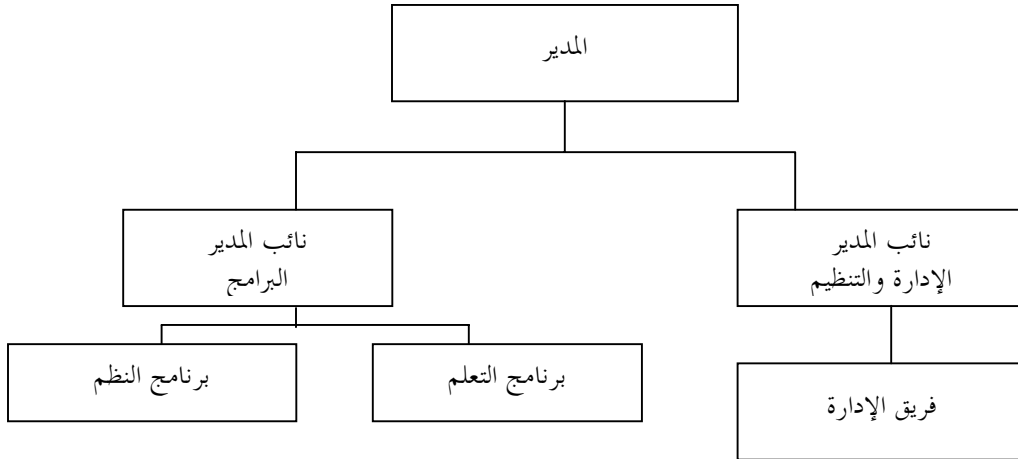 المدير
نائب المدير
الإدارة والتنظيم
نائب المدير
البرامج
فريق الإدارة
برنامج التعلم
برنامج النظم